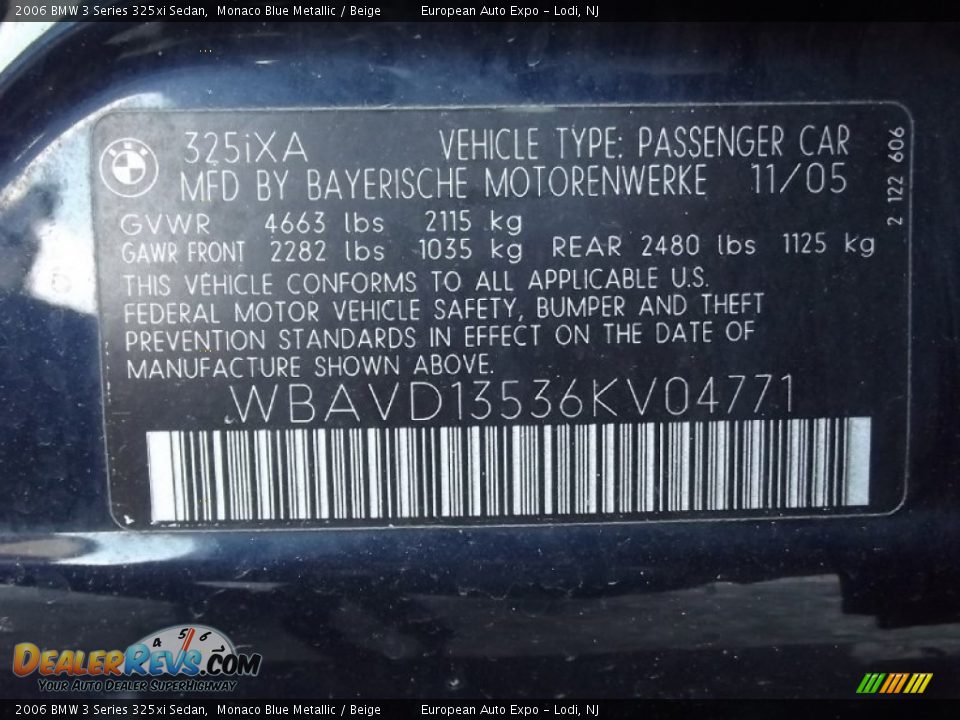 2006 BMW 3 Series 325xi Sedan, Monaco Blue Metallic / Beige European Auto Expo - Lodi, NJ
325iXA VEHICLE TYPE: PASSENGER CAR
MFD BY BAYERISCHE MOTORENWERKE 11/05
2 122 606
GVWR 4663 lbs 2115 kg
GAWR FRONT 2282 lbs 1035 kg REAR 2480 lbs 1125 kg
THIS VEHICLE CONFORMS TO ALL APPLICABLE U.S.
FEDERAL MOTOR VEHICLE SAFETY, BUMPER AND THEFT
PREVENTION STANDARDS IN EFFECT ON THE DATE OF
MANUFACTURE SHOWN ABOVE.
WBAVD13536KV04771
4 5 6
DEALERREVS.COM
YOUR AUTO DEALER SUPERHIGHWAY
2006 BMW 3 Series 325xi Sedan, Monaco Blue Metallic / Beige European Auto Expo - Lodi, NJ